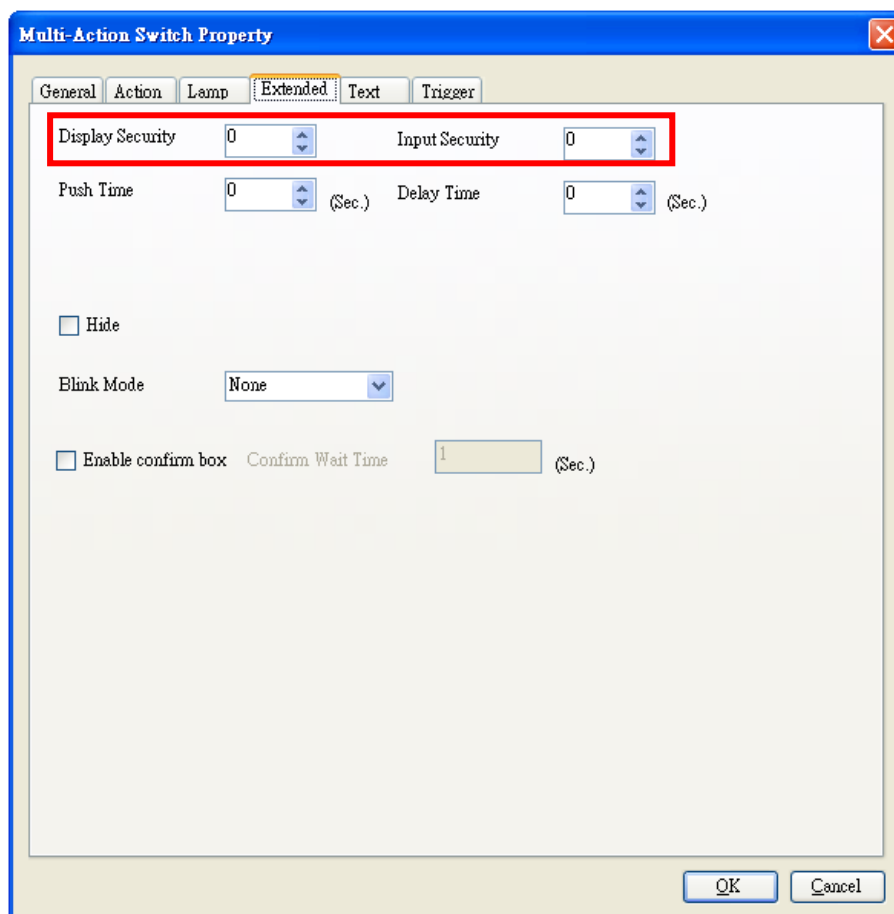 Multi-Action Switch Property
General Action Lamp Extended Text Trigger
Display Security 0 Input Security 0
Push Time 0 (Sec.) Delay Time 0 (Sec.)
Hide
Blink Mode None
Enable confirm box Confirm Wait Time 1 (Sec.)
OK Cancel